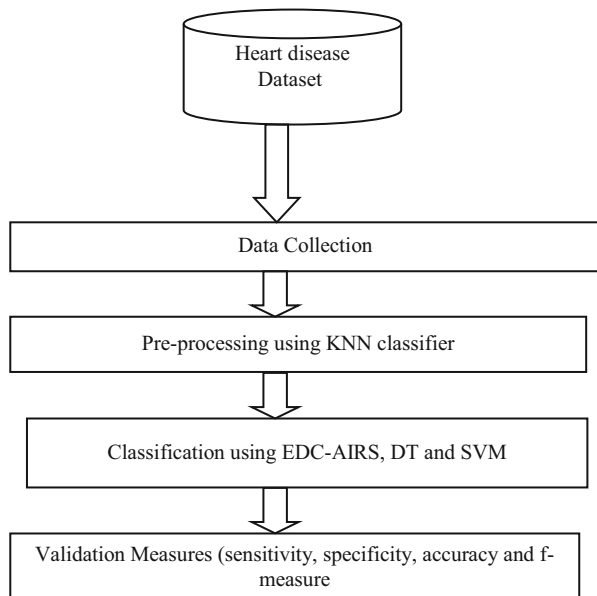 Heart disease
Dataset
Data Collection
Pre-processing using KNN classifier
Classification using EDC-AIRS, DT and SVM
Validation Measures (sensitivity, specificity, accuracy and f-
measure